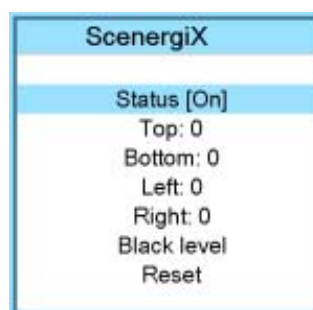 ScenergiX
Status [On]
Top: 0
Bottom: 0
Left: 0
Right: 0
Black level
Reset